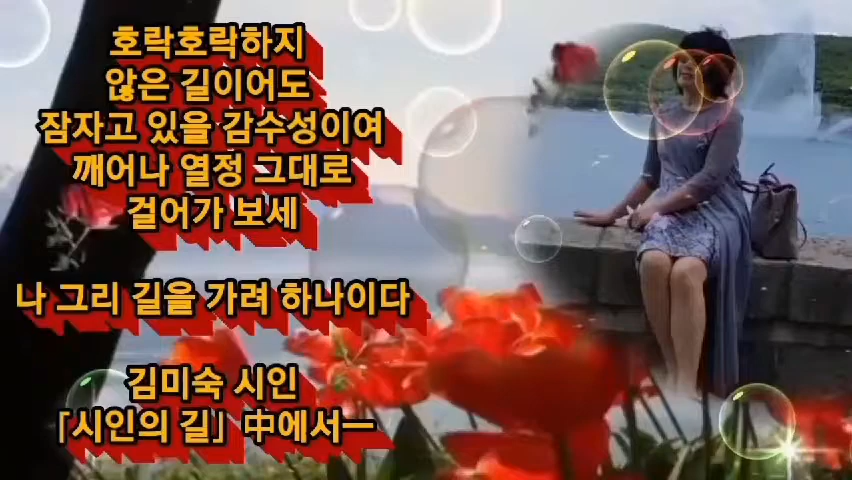 호락호락하지
않은 길이어도
잠자고 있을 감수성이여
깨어나 열정 그대로
걸어가 보세
나 그리 길을 가려 하나이다
김미숙 시인
「시인의 길」中에서ㅡ